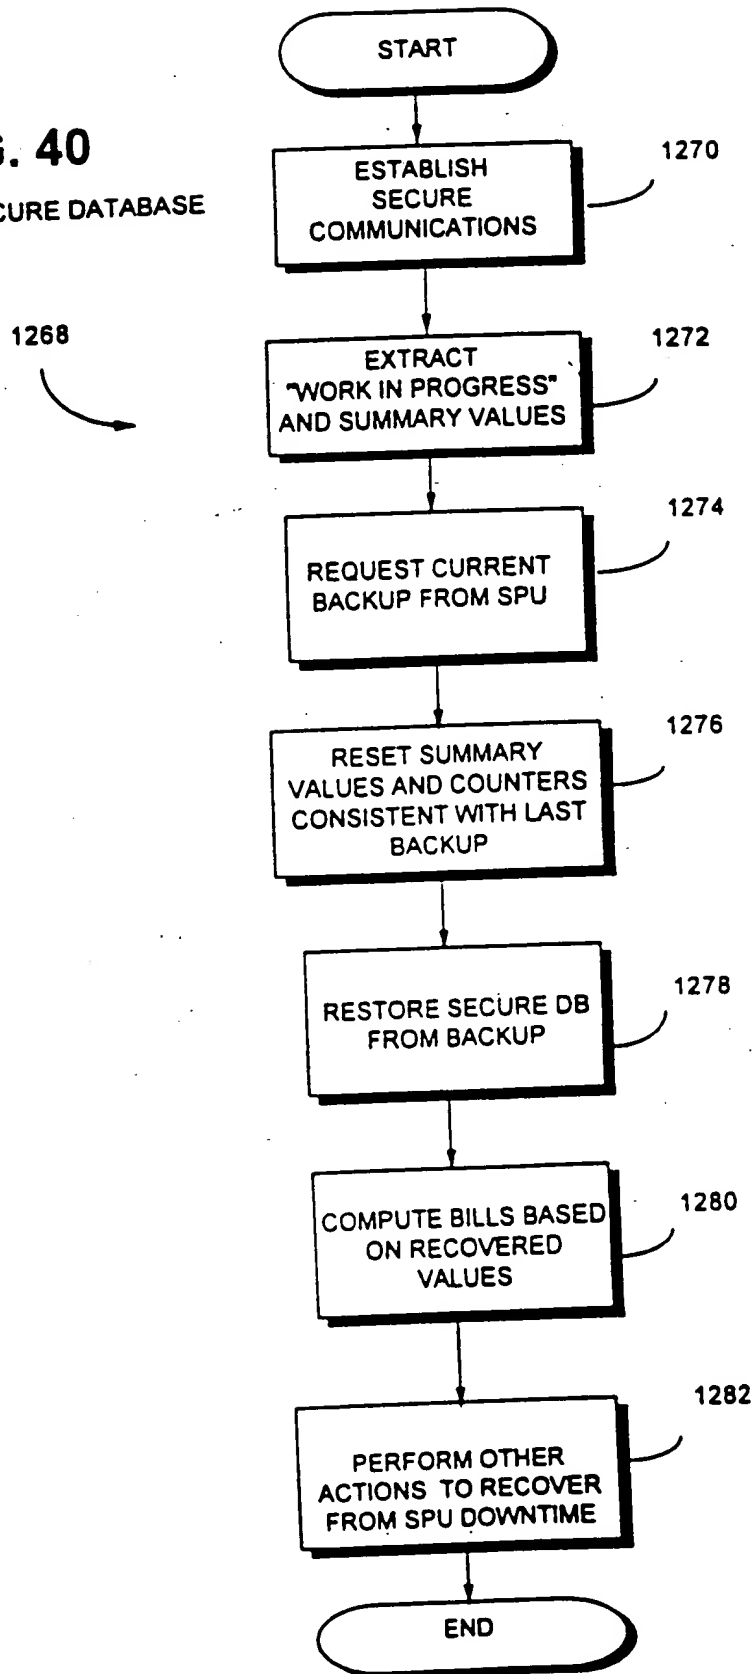 START
G. 40
CURE DATABASE
1268
ESTABLISH
SECURE
COMMUNICATIONS
1270
EXTRACT
"WORK IN PROGRESS"
AND SUMMARY VALUES
1272
REQUEST CURRENT
BACKUP FROM SPU
1274
RESET SUMMARY
VALUES AND COUNTERS
CONSISTENT WITH LAST
BACKUP
1276
RESTORE SECURE DB
FROM BACKUP
1278
COMPUTE BILLS BASED
ON RECOVERED
VALUES
1280
PERFORM OTHER
ACTIONS TO RECOVER
FROM SPU DOWNTIME
1282
END